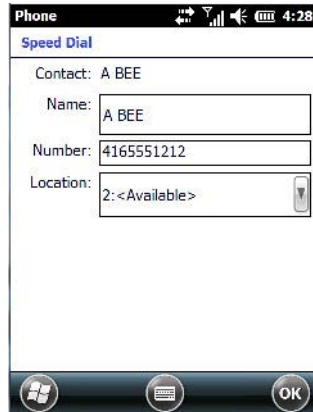 Phone 4:28
Speed Dial
Contact: A BEE
Name: A BEE
Number: 4165551212
Location: 2:<Available>
OK